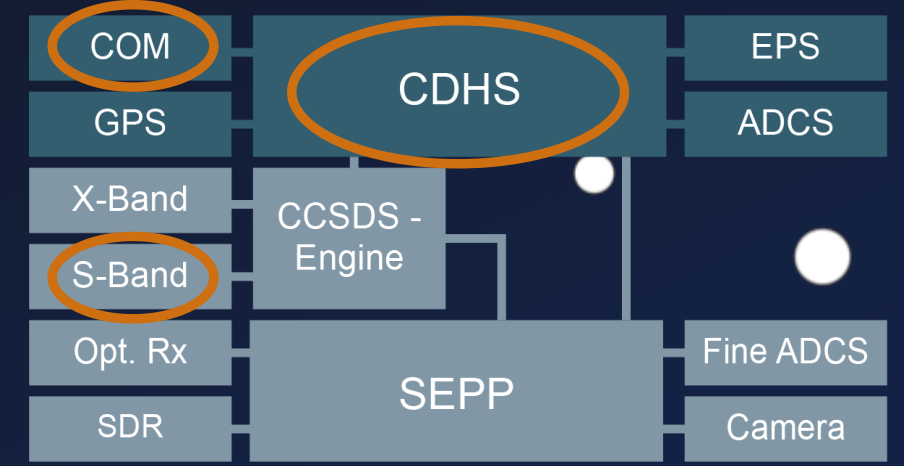 COM
CDHS
EPS
GPS
ADCS
X-Band
CCSDS -
Engine
S-Band
Opt. Rx
SEPP
Fine ADCS
SDR
Camera